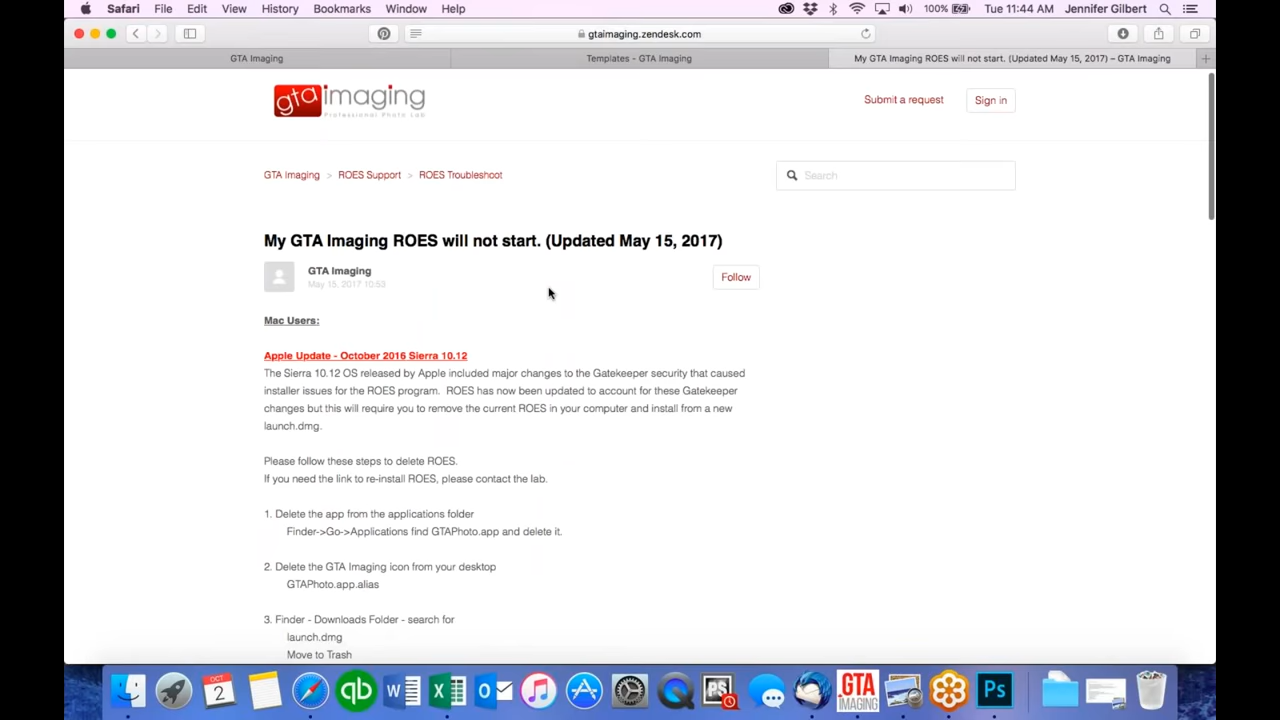 Safari File Edit View History Bookmarks Window Help 100% Tue 11:44 AM Jennifer Gilbert
gtaimaging.zendesk.com
GTA Imaging Templates - GTA Imaging My GTA Imaging ROES will not start. (Updated May 15, 2017) – GTA Imaging
gta imaging
Professional Photo Lab
Submit a request Sign in
GTA Imaging > ROES Support > ROES Troubleshoot Search
My GTA Imaging ROES will not start. (Updated May 15, 2017)
GTA Imaging
May 15, 2017 10:53
Follow
Mac Users:
Apple Update - October 2016 Sierra 10.12
The Sierra 10.12 OS released by Apple included major changes to the Gatekeeper security that caused
installer issues for the ROES program. ROES has now been updated to account for these Gatekeeper
changes but this will require you to remove the current ROES in your computer and install from a new
launch.dmg.
Please follow these steps to delete ROES.
If you need the link to re-install ROES, please contact the lab.
1. Delete the app from the applications folder
Finder->Go->Applications find GTAPhoto.app and delete it.
2. Delete the GTA Imaging icon from your desktop
GTAPhoto.app.alias
3. Finder - Downloads Folder - search for
launch.dmg
Move to Trash
OCT
2 qb W X O PS GTA Ps
IMAGING